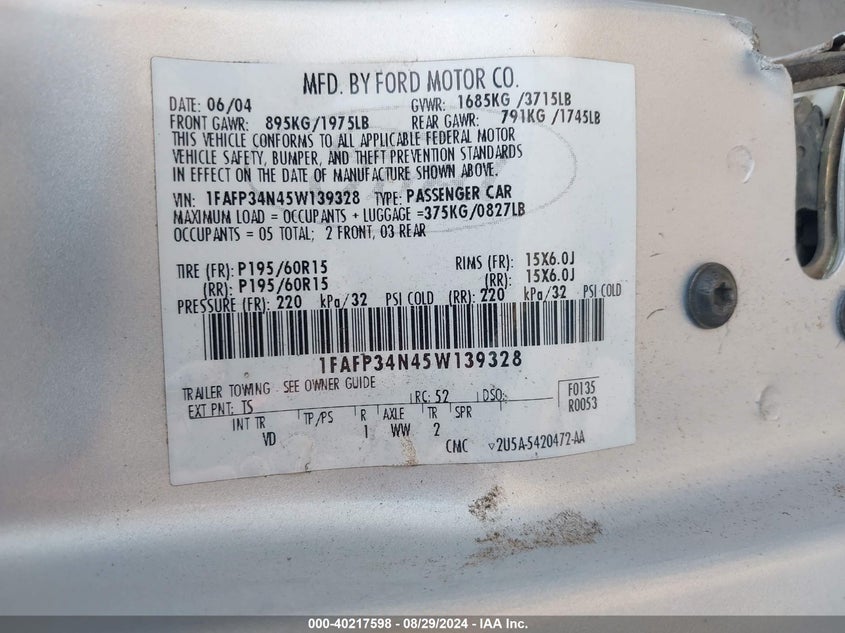 MFD. BY FORD MOTOR CO.
DATE: 06/04 GVWR: 1685KG /3715LB
FRONT GAWR: 895KG/1975LB REAR GAWR: 791KG /1745LB
THIS VEHICLE CONFORMS TO ALL APPLICABLE FEDERAL MOTOR
VEHICLE SAFETY, BUMPER, AND THEFT PREVENTION STANDARDS
IN EFFECT ON THE DATE OF MANUFACTURE SHOWN ABOVE.
VIN: 1FAFP34N45W139328 TYPE: PASSENGER CAR
MAXIMUM LOAD = OCCUPANTS + LUGGAGE =375KG/0827LB
OCCUPANTS = 05 TOTAL; 2 FRONT, 03 REAR
TIRE (FR): P195/60R15 RIMS (FR): 15X6.0J
(RR): P195/60R15 (RR): 15X6.0J
PRESSURE (FR): 220 kPa/32 PSI COLD (RR): 220 kPa/32 PSI COLD
1FAFP34N45W139328
TRAILER TOWING SEE OWNER GUIDE
EXT PNT: TS RC: 52 DSO: F0135
R0053
INT TR TP/PS R AXLE TR SPR
VD 1 WW 2
CMC ▽2U5A-5420472-AA
000-40217598 - 08/29/2024 - IAA Inc.